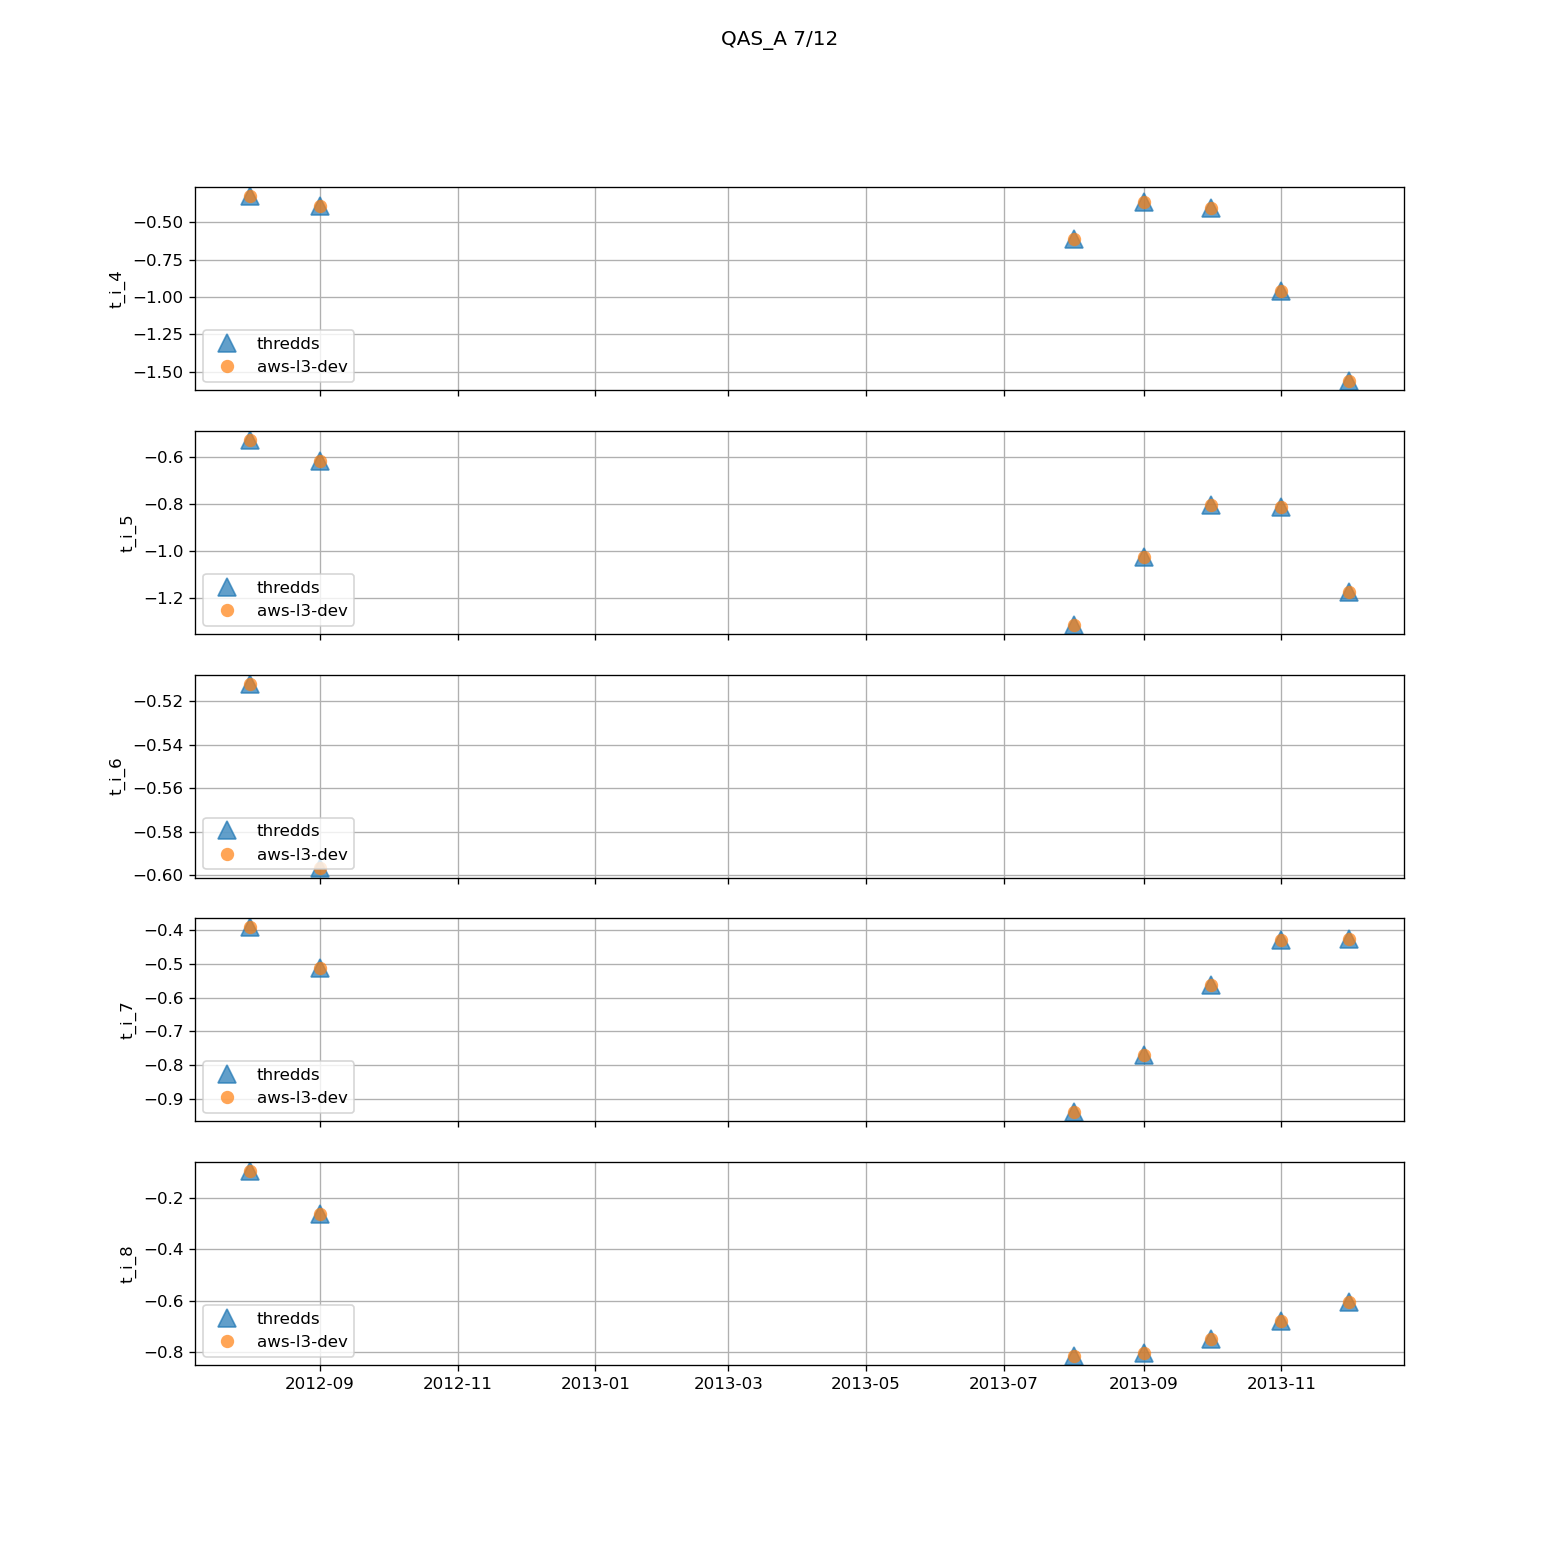 QAS_A 7/12
−0.50
−0.75
−1.00
−1.25
−1.50
t_i_4
thredds
aws-l3-dev
−0.6
−0.8
−1.0
−1.2
t_i_5
thredds
aws-l3-dev
−0.52
−0.54
−0.56
−0.58
−0.60
t_i_6
thredds
aws-l3-dev
−0.4
−0.5
−0.6
−0.7
−0.8
−0.9
t_i_7
thredds
aws-l3-dev
−0.2
−0.4
−0.6
−0.8
t_i_8
thredds
aws-l3-dev
2012-09 2012-11 2013-01 2013-03 2013-05 2013-07 2013-09 2013-11